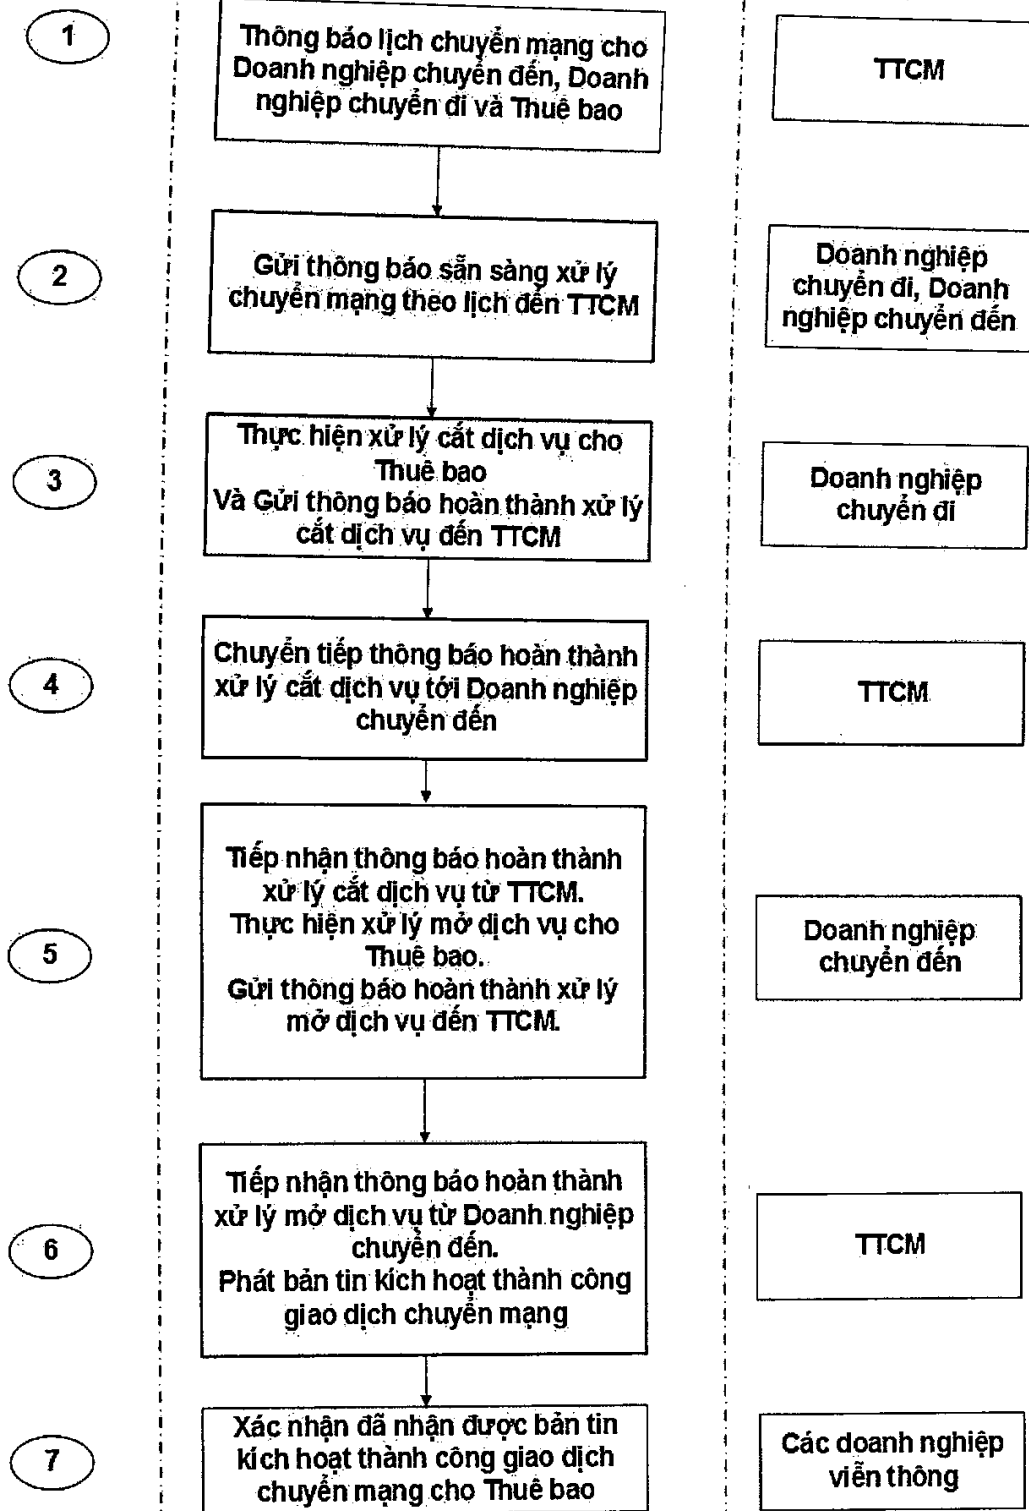 1
Thông báo lịch chuyển mạng cho
Doanh nghiệp chuyển đến, Doanh
nghiệp chuyển đi và Thuê bao
TTCM
2
Gửi thông báo sẵn sàng xử lý
chuyển mạng theo lịch đến TTCM
Doanh nghiệp
chuyển đi, Doanh
nghiệp chuyển đến
3
Thực hiện xử lý cắt dịch vụ cho
Thuê bao
Và Gửi thông báo hoàn thành xử lý
cắt dịch vụ đến TTCM
Doanh nghiệp
chuyển đi
4
Chuyển tiếp thông báo hoàn thành
xử lý cắt dịch vụ tới Doanh nghiệp
chuyển đến
TTCM
5
Tiếp nhận thông báo hoàn thành
xử lý cắt dịch vụ từ TTCM.
Thực hiện xử lý mở dịch vụ cho
Thuê bao.
Gửi thông báo hoàn thành xử lý
mở dịch vụ đến TTCM.
Doanh nghiệp
chuyển đến
6
Tiếp nhận thông báo hoàn thành
xử lý mở dịch vụ từ Doanh nghiệp
chuyển đến.
Phát bản tin kích hoạt thành công
giao dịch chuyển mạng
TTCM
7
Xác nhận đã nhận được bản tin
kích hoạt thành công giao dịch
chuyển mạng cho Thuê bao
Các doanh nghiệp
viễn thông